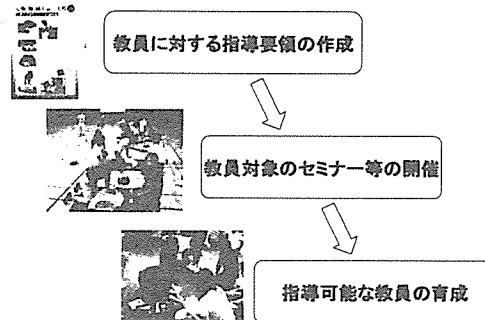 教員に対する指導要領の作成
教員対象のセミナー等の開催
指導可能な教員の育成